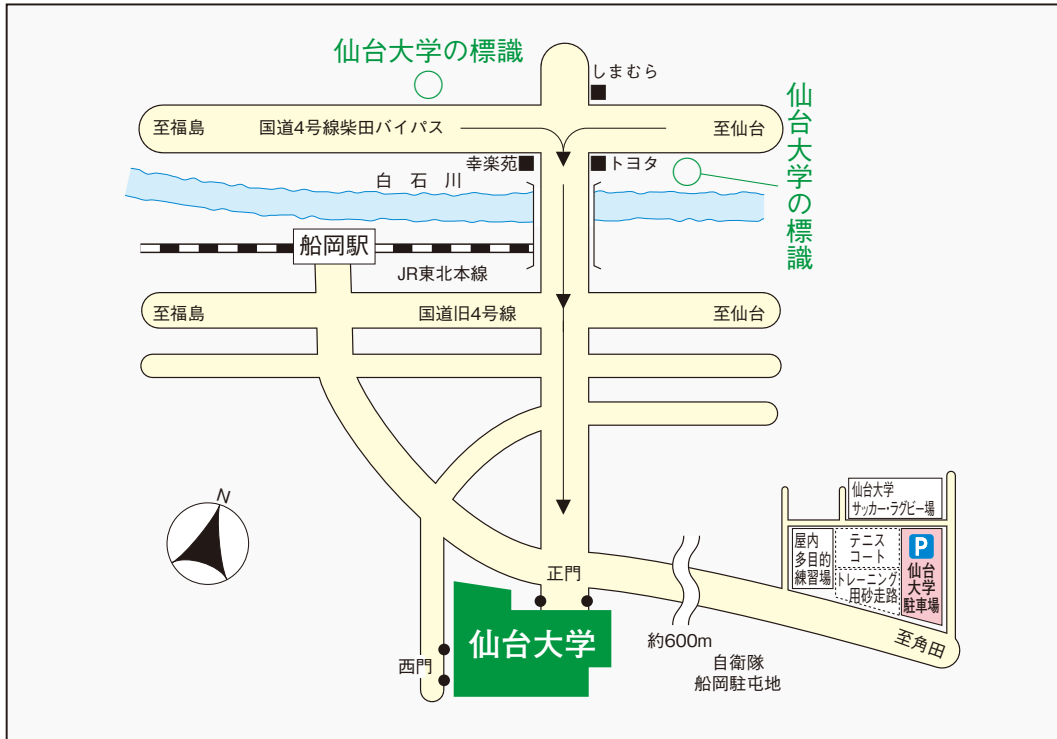 仙台大学の標識
しまむら
仙台大学の標識
至福島
国道4号線柴田バイパス
至仙台
幸楽苑
トヨタ
白石川
船岡駅
JR東北本線
至福島
国道旧4号線
至仙台
N
仙台大学
サッカー・ラグビー場
屋内
多目的
練習場
テニス
コート
トレーニング
用砂走路
P
仙台
大学
駐車場
正門
仙台大学
西門
約600m
自衛隊
船岡駐屯地
至角田